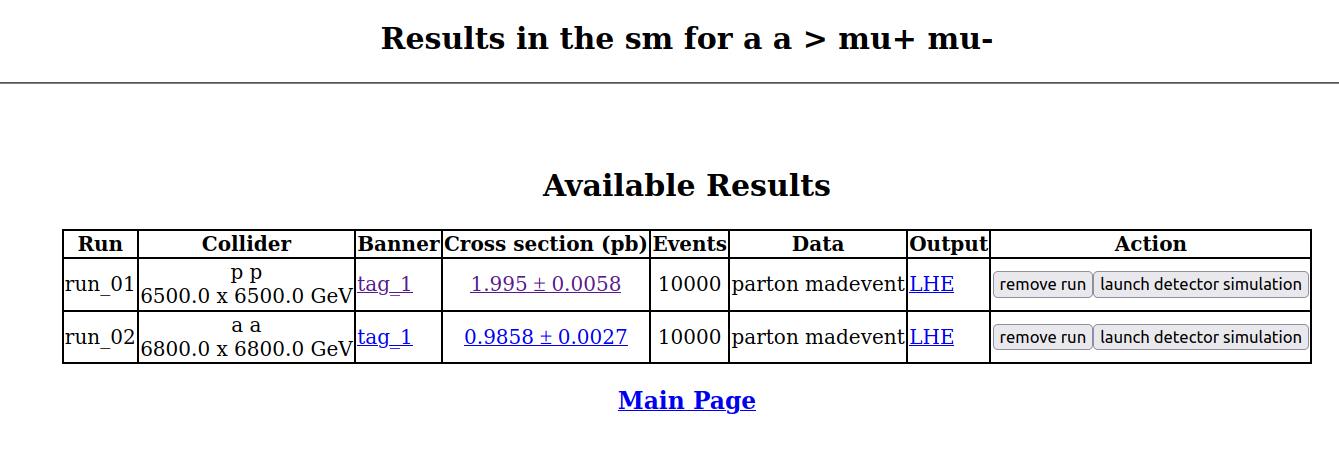 Results in the sm for a a > mu+ mu-
Available Results
Run Collider Banner Cross section (pb) Events Data Output Action
run_01 p p 6500.0 x 6500.0 GeV tag_1 1.995 ± 0.0058 10000 parton madevent LHE remove run launch detector simulation
run_02 a a 6800.0 x 6800.0 GeV tag_1 0.9858 ± 0.0027 10000 parton madevent LHE remove run launch detector simulation
Main Page